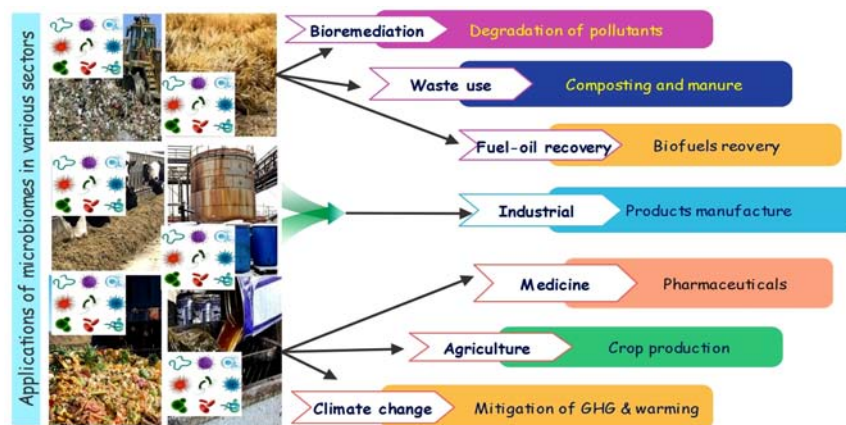 Applications of microbiomes in various sectors
Bioremediation
Degradation of pollutants
Waste use
Composting and manure
Fuel-oil recovery
Biofuels reovery
Industrial
Products manufacture
Medicine
Pharmaceuticals
Agriculture
Crop production
Climate change
Mitigation of GHG & warming